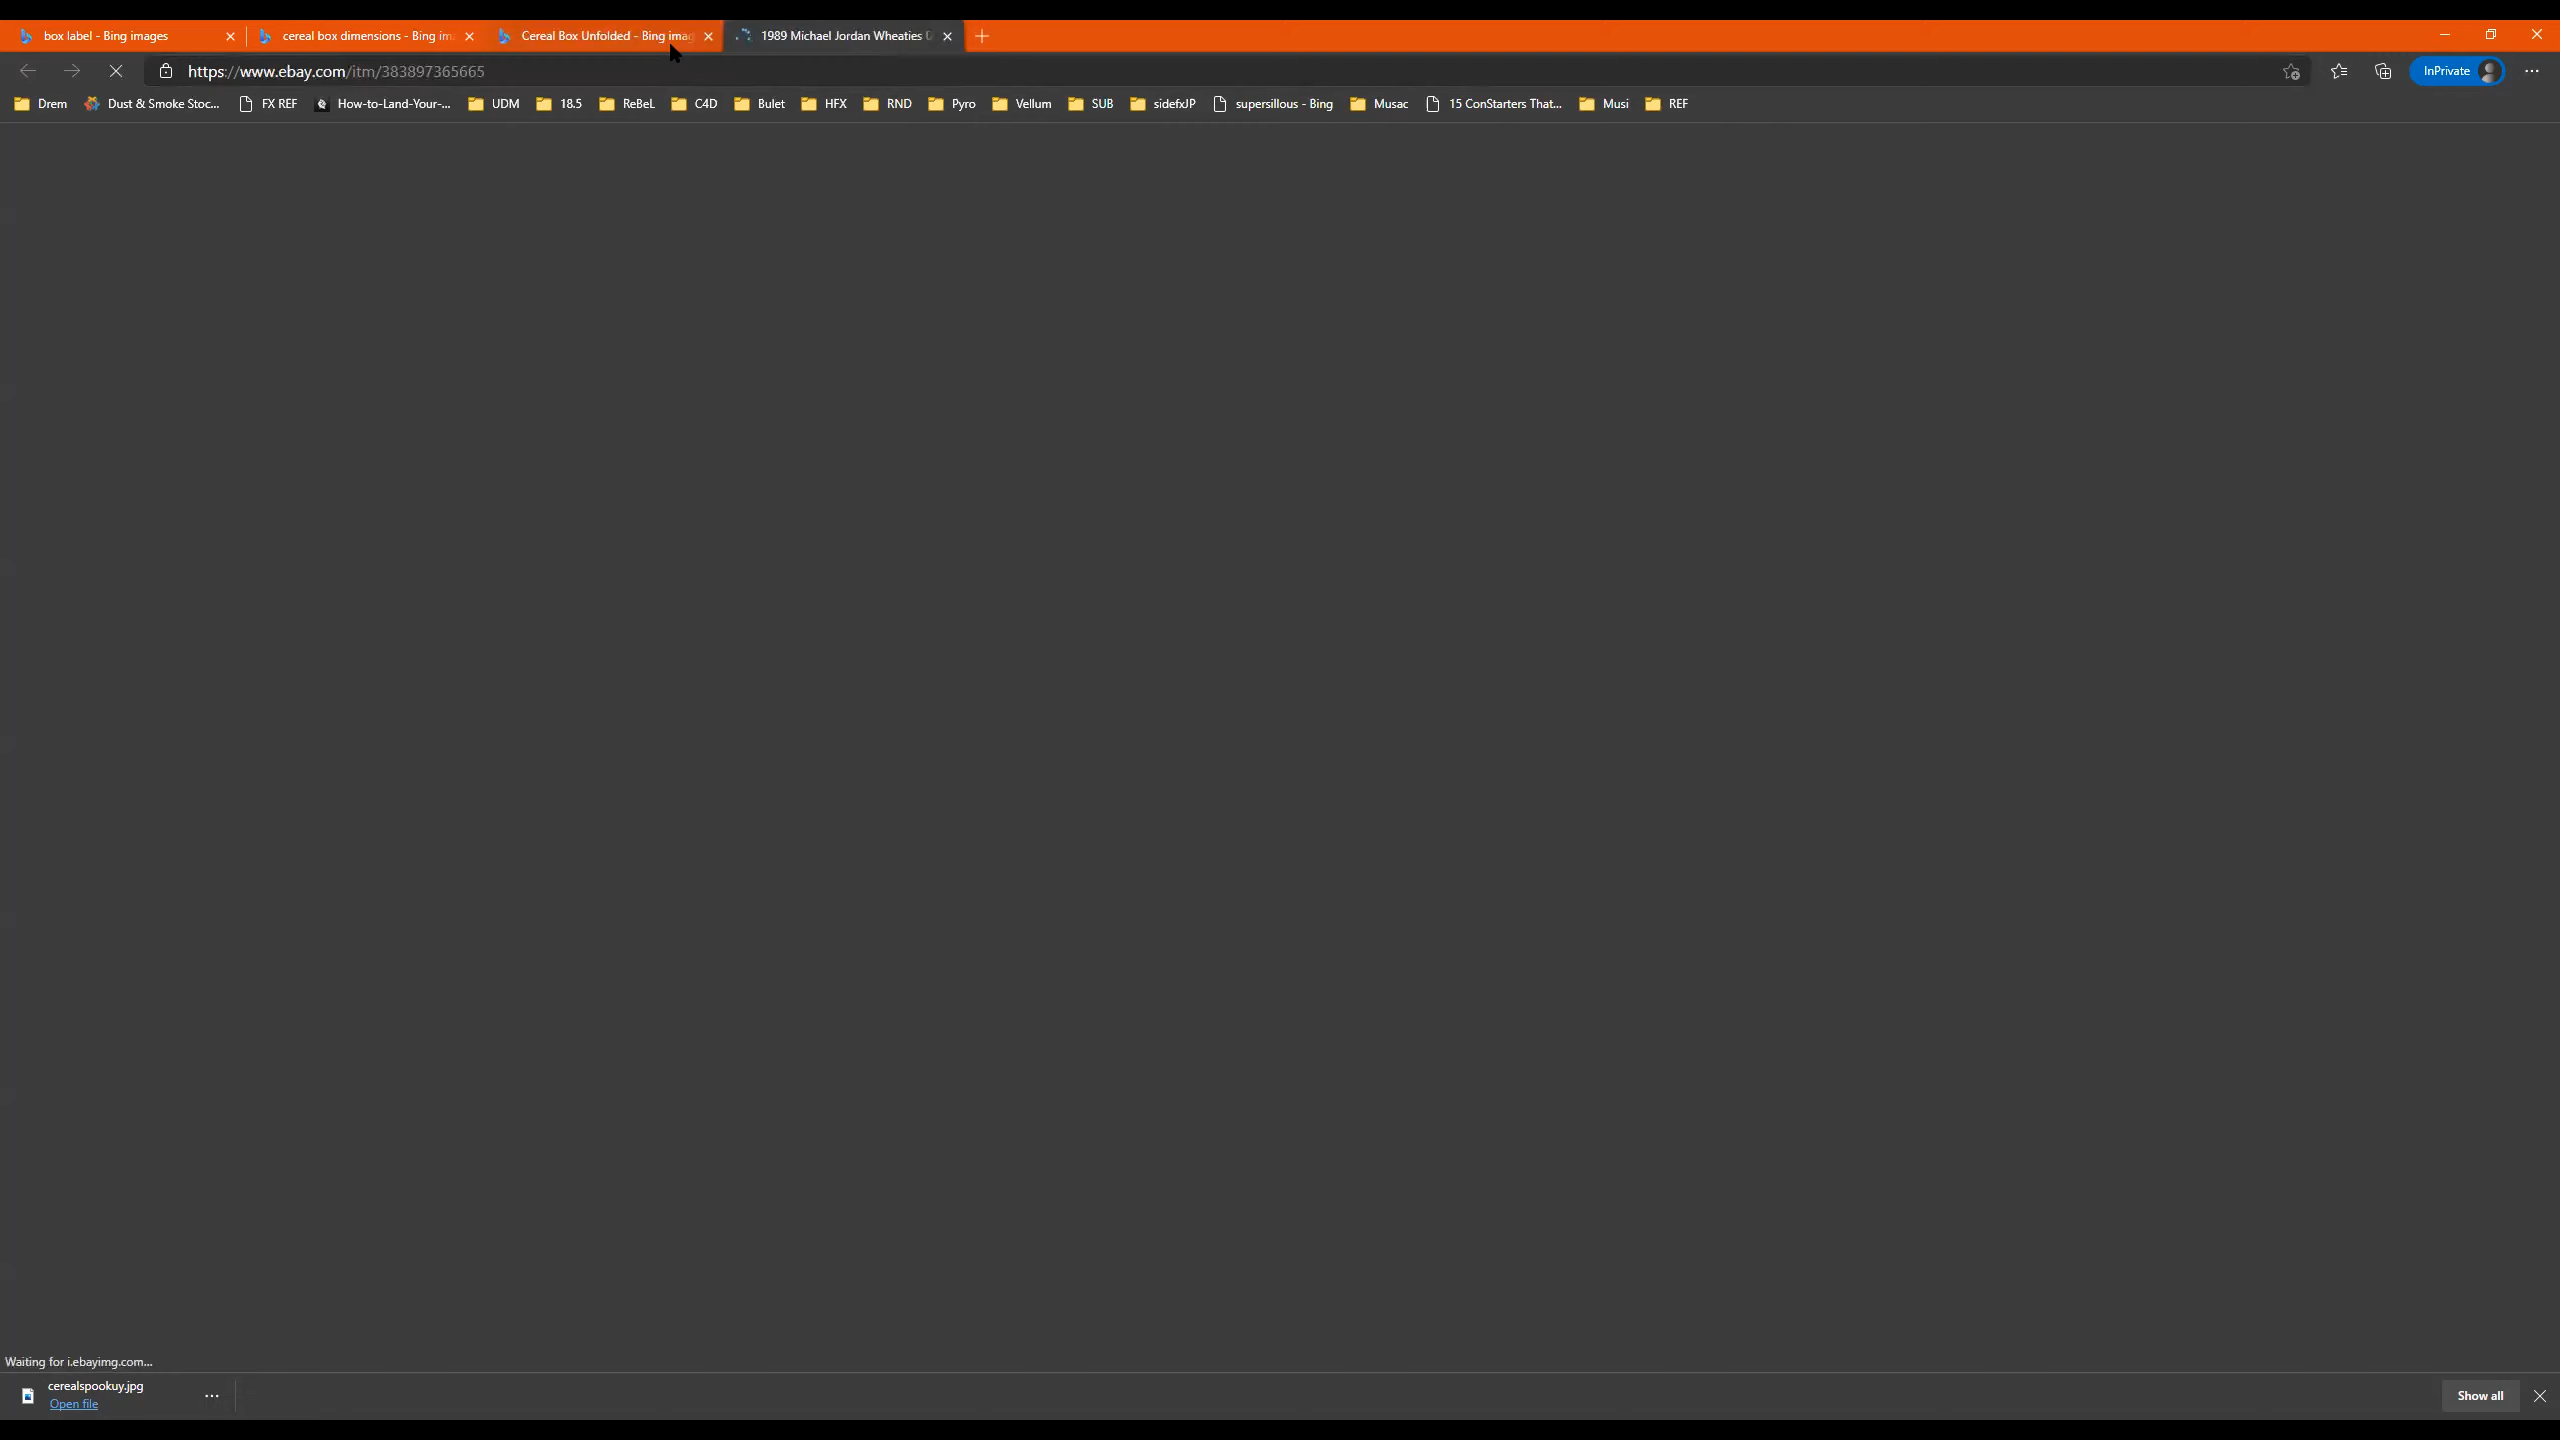 box label - Bing images
cereal box dimensions - Bing im
Cereal Box Unfolded - Bing imag
1989 Michael Jordan Wheaties
https://www.ebay.com/itm/383897365665
InPrivate
Drem
Dust & Smoke Stoc...
FX REF
How-to-Land-Your-...
UDM
18.5
ReBeL
C4D
Bulet
HFX
RND
Pyro
Vellum
SUB
sidefxJP
supersillous - Bing
Musac
15 ConStarters That...
Musi
REF
Waiting for i.ebayimg.com...
cerealspookuy.jpg
Open file
Show all